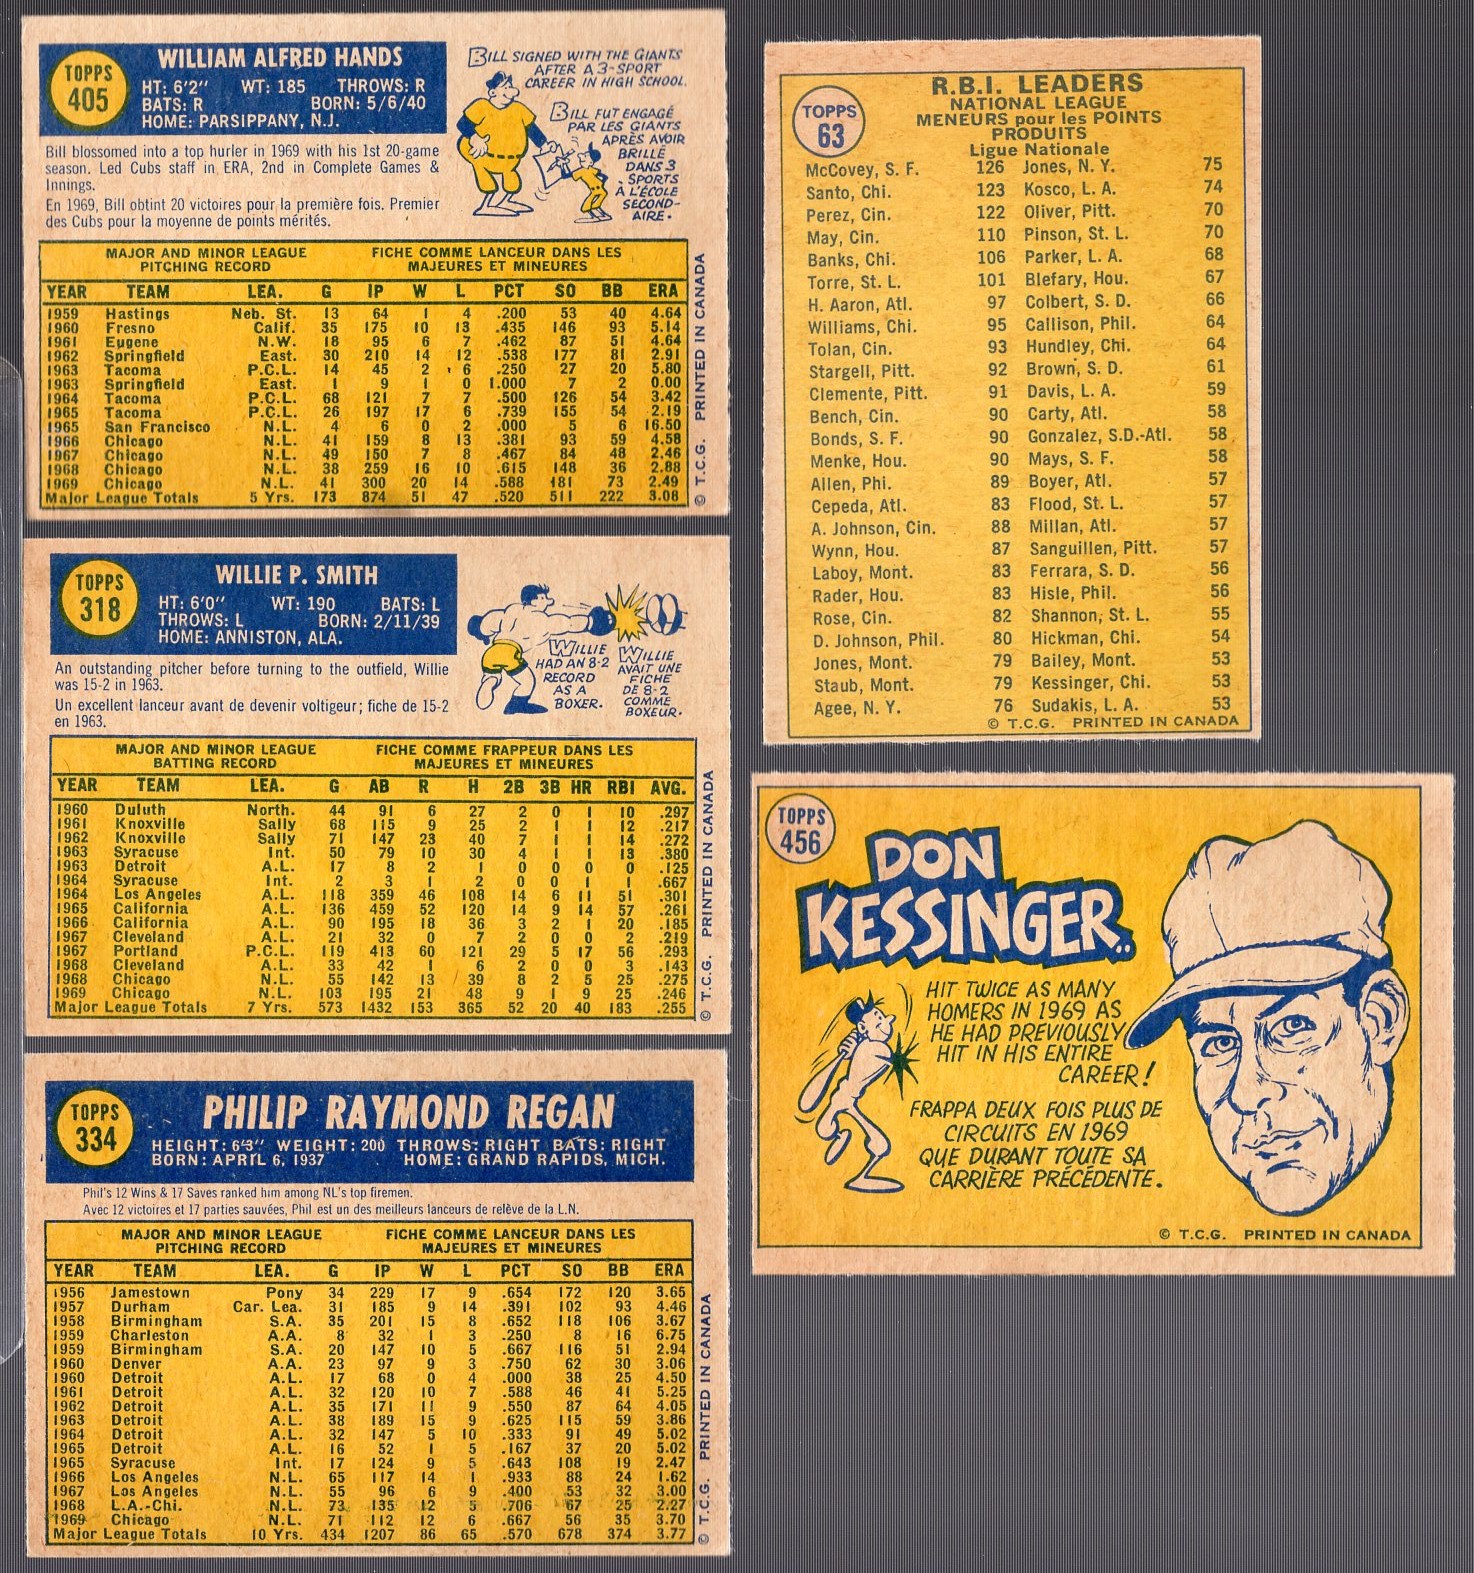 TOPPS
405
WILLIAM ALFRED HANDS
HT: 6'2" WT: 185 THROWS: R
BATS: R BORN: 5/6/40
HOME: PARSIPPANY, N.J.
BILL SIGNED WITH THE GIANTS
AFTER A 3-SPORT
CAREER IN HIGH SCHOOL.
BILL FUT ENGAGÉ
PAR LES GIANTS
APRÈS AVOIR
BRILLÉ
DANS 3
SPORTS
À L'ÉCOLE
SECOND-
AIRE.
Bill blossomed into a top hurler in 1969 with his 1st 20-game
season. Led Cubs staff in ERA, 2nd in Complete Games &
Innings.
En 1969, Bill obtint 20 victoires pour la première fois. Premier
des Cubs pour la moyenne de points mérités.
MAJOR AND MINOR LEAGUE FICHE COMME LANCEUR DANS LES
PITCHING RECORD MAJEURES ET MINEURES
YEAR TEAM LEA. G IP W L PCT SO BB ERA
1959 Hastings Neb. St. 13 64 1 4 .200 53 40 4.64
1960 Fresno Calif. 35 175 10 13 .435 146 93 5.14
1961 Eugene N.W. 18 95 6 7 .462 87 51 4.64
1962 Springfield East. 30 210 14 12 .538 177 81 2.91
1963 Tacoma P.C.L. 14 45 2 6 .250 27 20 5.80
1963 Springfield East. 1 9 1 0 1.000 7 2 0.00
1964 Tacoma P.C.L. 68 121 7 7 .500 126 54 3.42
1965 Tacoma P.C.L. 26 197 17 6 .739 155 54 2.19
1965 San Francisco N.L. 4 6 0 2 .000 5 6 16.50
1966 Chicago N.L. 41 159 8 13 .381 93 59 4.58
1967 Chicago N.L. 49 150 7 8 .467 84 48 2.46
1968 Chicago N.L. 38 259 16 10 .615 148 36 2.88
1969 Chicago N.L. 41 300 20 14 .588 181 73 2.49
Major League Totals 5 Yrs. 173 874 51 47 .520 511 222 3.08
© T.C.G. PRINTED IN CANADA
TOPPS
318
WILLIE P. SMITH
HT: 6'0" WT: 190 BATS: L
THROWS: L BORN: 2/11/39
HOME: ANNISTON, ALA.
WILLIE
HAD AN 8-2
RECORD
AS A
BOXER.
WILLIE
AVAIT UNE
FICHE
DE 8-2
COMME
BOXEUR.
An outstanding pitcher before turning to the outfield, Willie
was 15-2 in 1963.
Un excellent lanceur avant de devenir voltigeur; fiche de 15-2
en 1963.
MAJOR AND MINOR LEAGUE FICHE COMME FRAPPEUR DANS LES
BATTING RECORD MAJEURES ET MINEURES
YEAR TEAM LEA. G AB R H 2B 3B HR RBI AVG.
1960 Duluth North. 44 91 6 27 2 0 1 10 .297
1961 Knoxville Sally 68 115 9 25 2 1 1 12 .217
1962 Knoxville Sally 71 147 23 40 7 1 1 14 .272
1963 Syracuse Int. 50 79 10 30 4 1 1 13 .380
1963 Detroit A.L. 17 8 2 1 0 0 0 0 .125
1964 Syracuse Int. 2 3 1 2 0 0 1 1 .667
1964 Los Angeles A.L. 118 359 46 108 14 6 11 51 .301
1965 California A.L. 136 459 52 120 14 9 14 57 .261
1966 California A.L. 90 195 18 36 3 2 1 20 .185
1967 Cleveland A.L. 21 32 0 7 2 0 0 2 .219
1967 Portland P.C.L. 119 413 60 121 29 5 17 56 .293
1968 Cleveland A.L. 33 42 1 6 2 0 0 3 .143
1968 Chicago N.L. 55 142 13 39 8 2 5 25 .275
1969 Chicago N.L. 103 195 21 48 9 1 9 25 .246
Major League Totals 7 Yrs. 573 1432 153 365 52 20 40 183 .255
© T.C.G. PRINTED IN CANADA
TOPPS
334
PHILIP RAYMOND REGAN
HEIGHT: 6'3" WEIGHT: 200 THROWS: RIGHT BATS: RIGHT
BORN: APRIL 6, 1937 HOME: GRAND RAPIDS, MICH.
Phil's 12 Wins & 17 Saves ranked him among NL's top firemen.
Avec 12 victoires et 17 parties sauvées, Phil est un des meilleurs lanceurs de relève de la L.N.
MAJOR AND MINOR LEAGUE FICHE COMME LANCEUR DANS LES
PITCHING RECORD MAJEURES ET MINEURES
YEAR TEAM LEA. G IP W L PCT SO BB ERA
1956 Jamestown Pony 34 229 17 9 .654 172 120 3.65
1957 Durham Car. Lea. 31 185 9 14 .391 102 93 4.46
1958 Birmingham S.A. 35 201 15 8 .652 118 106 3.67
1959 Charleston A.A. 8 32 1 3 .250 8 16 6.75
1959 Birmingham S.A. 20 147 10 5 .667 116 51 2.94
1960 Denver A.A. 23 97 9 3 .750 62 30 3.06
1960 Detroit A.L. 17 68 0 4 .000 38 25 4.50
1961 Detroit A.L. 32 120 10 7 .588 46 41 5.25
1962 Detroit A.L. 35 171 11 9 .550 87 64 4.05
1963 Detroit A.L. 38 189 15 9 .625 115 59 3.86
1964 Detroit A.L. 32 147 5 10 .333 91 49 5.02
1965 Detroit A.L. 16 52 1 5 .167 37 20 5.02
1965 Syracuse Int. 17 124 9 5 .643 108 19 2.47
1966 Los Angeles N.L. 65 117 14 1 .933 88 24 1.62
1967 Los Angeles N.L. 55 96 6 9 .400 53 32 3.00
1968 L.A.-Chi. N.L. 73 135 12 5 .706 67 25 2.27
1969 Chicago N.L. 71 112 12 6 .667 56 35 3.70
Major League Totals 10 Yrs. 434 1207 86 65 .570 678 374 3.77
© T.C.G. PRINTED IN CANADA
TOPPS
63
R.B.I. LEADERS
NATIONAL LEAGUE
MENEURS pour les POINTS
PRODUITS
Ligue Nationale
McCovey, S. F. 126 Jones, N. Y. 75
Santo, Chi. 123 Kosco, L. A. 74
Perez, Cin. 122 Oliver, Pitt. 70
May, Cin. 110 Pinson, St. L. 70
Banks, Chi. 106 Parker, L. A. 68
Torre, St. L. 101 Blefary, Hou. 67
H. Aaron, Atl. 97 Colbert, S. D. 66
Williams, Chi. 95 Callison, Phil. 64
Tolan, Cin. 93 Hundley, Chi. 64
Stargell, Pitt. 92 Brown, S. D. 61
Clemente, Pitt. 91 Davis, L. A. 59
Bench, Cin. 90 Carty, Atl. 58
Bonds, S. F. 90 Gonzalez, S.D.-Atl. 58
Menke, Hou. 90 Mays, S. F. 58
Allen, Phi. 89 Boyer, Atl. 57
Cepeda, Atl. 83 Flood, St. L. 57
A. Johnson, Cin. 88 Millan, Atl. 57
Wynn, Hou. 87 Sanguillen, Pitt. 57
Laboy, Mont. 83 Ferrara, S. D. 56
Rader, Hou. 83 Hisle, Phil. 56
Rose, Cin. 82 Shannon, St. L. 55
D. Johnson, Phil. 80 Hickman, Chi. 54
Jones, Mont. 79 Bailey, Mont. 53
Staub, Mont. 79 Kessinger, Chi. 53
Agee, N. Y. 76 Sudakis, L. A. 53
© T.C.G. PRINTED IN CANADA
TOPPS
456
DON
KESSINGER..
HIT TWICE AS MANY
HOMERS IN 1969 AS
HE HAD PREVIOUSLY
HIT IN HIS ENTIRE
CAREER!
FRAPPA DEUX FOIS PLUS DE
CIRCUITS EN 1969
QUE DURANT TOUTE SA
CARRIÈRE PRÉCÉDENTE.
© T.C.G. PRINTED IN CANADA